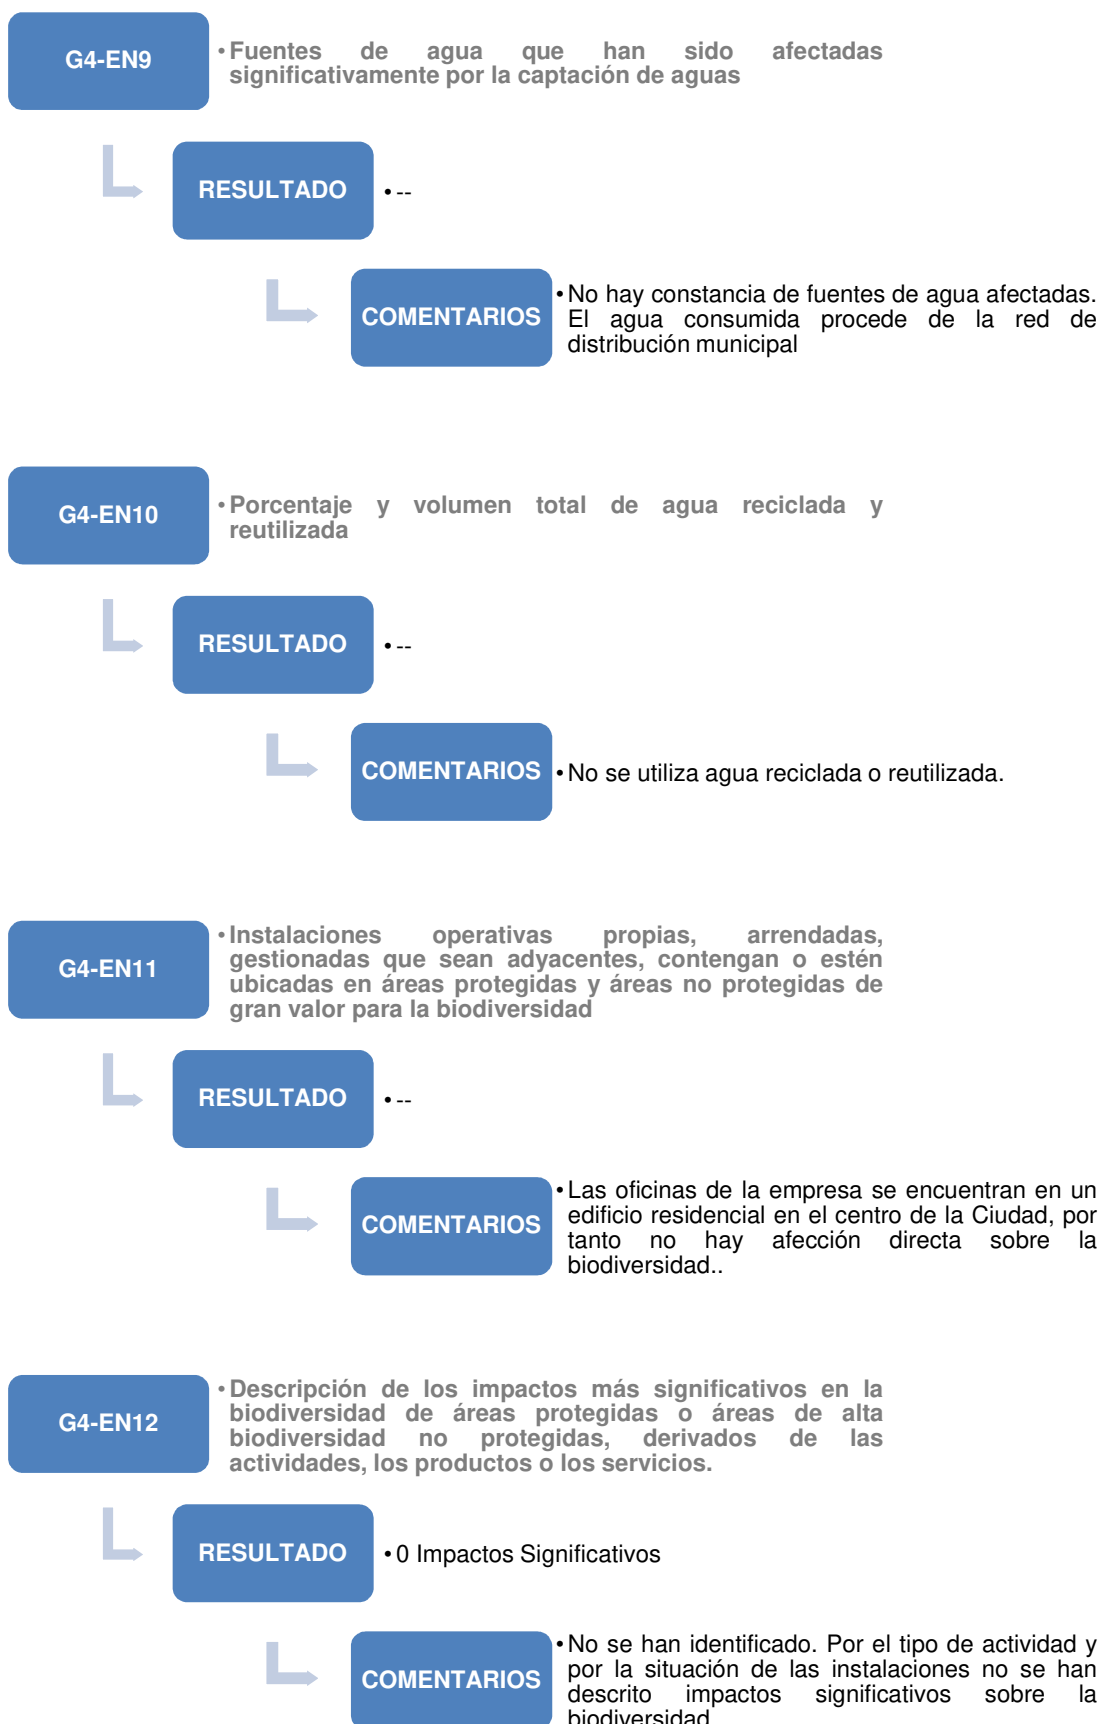 G4-EN9
• Fuentes de agua que han sido afectadas
significativamente por la captación de aguas
RESULTADO
• --
COMENTARIOS
• No hay constancia de fuentes de agua afectadas.
El agua consumida procede de la red de
distribución municipal
G4-EN10
• Porcentaje y volumen total de agua reciclada y
reutilizada
RESULTADO
• --
COMENTARIOS
• No se utiliza agua reciclada o reutilizada.
G4-EN11
• Instalaciones operativas propias, arrendadas,
gestionadas que sean adyacentes, contengan o estén
ubicadas en áreas protegidas y áreas no protegidas de
gran valor para la biodiversidad
RESULTADO
• --
COMENTARIOS
• Las oficinas de la empresa se encuentran en un
edificio residencial en el centro de la Ciudad, por
tanto no hay afección directa sobre la
biodiversidad..
G4-EN12
• Descripción de los impactos más significativos en la
biodiversidad de áreas protegidas o áreas de alta
biodiversidad no protegidas, derivados de las
actividades, los productos o los servicios.
RESULTADO
• 0 Impactos Significativos
COMENTARIOS
• No se han identificado. Por el tipo de actividad y
por la situación de las instalaciones no se han
descrito impactos significativos sobre la
biodiversidad